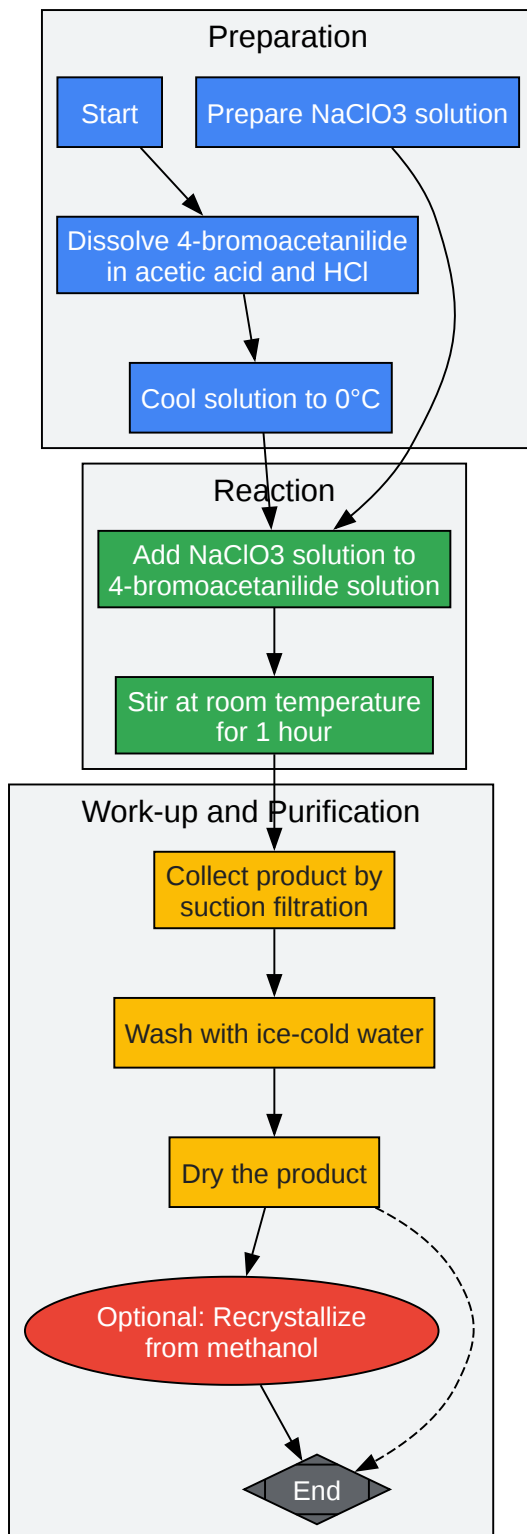 Preparation
Start
Prepare NaClO3 solution
Dissolve 4-bromoacetanilide
in acetic acid and HCl
Cool solution to 0°C
Reaction
Add NaClO3 solution to
4-bromoacetanilide solution
Stir at room temperature
for 1 hour
Work-up and Purification
Collect product by
suction filtration
Wash with ice-cold water
Dry the product
Optional: Recrystallize
from methanol
End